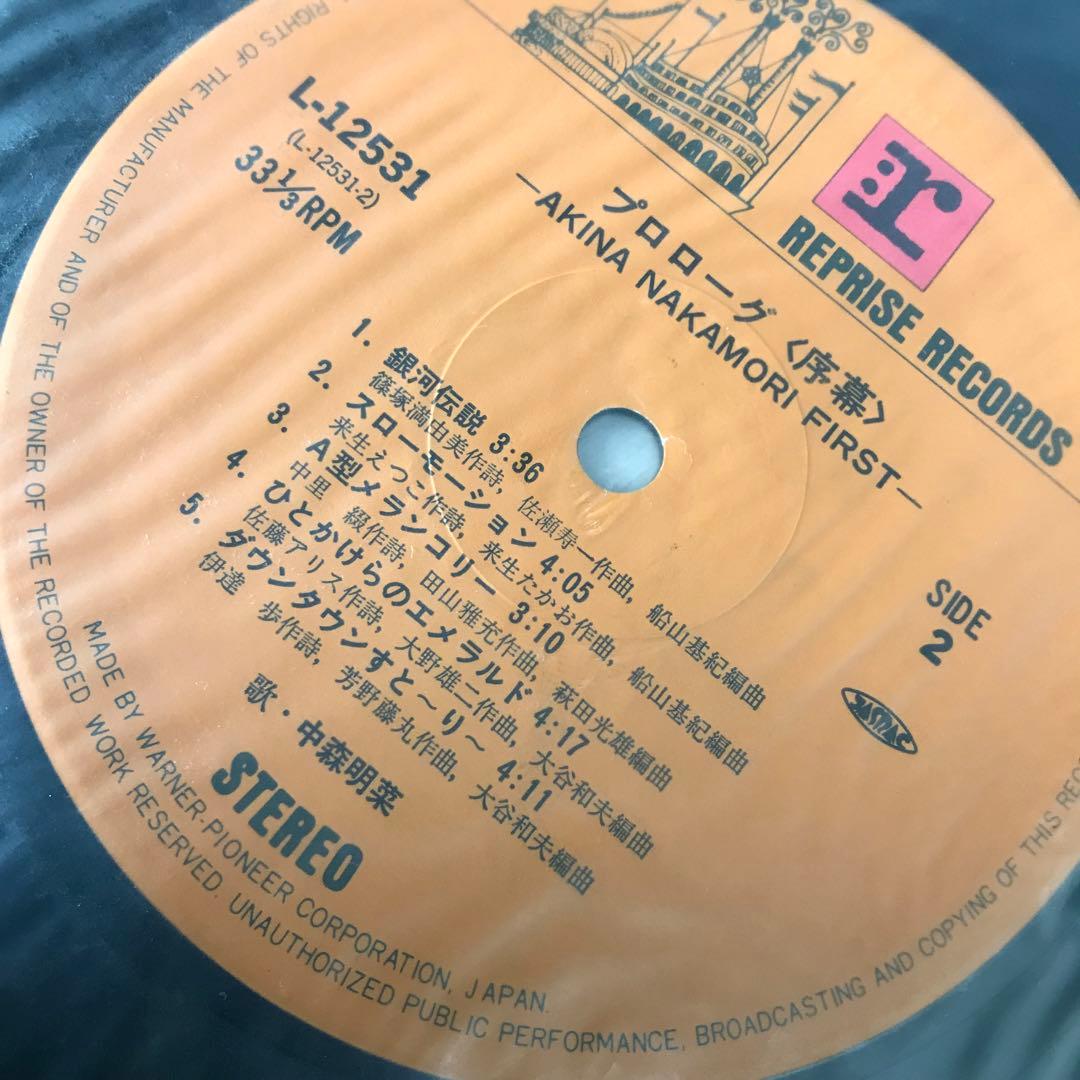 L-12531
(L-12531-2)
33 1/3 RPM
r:
REPRISE RECORDS
プロローグ〈序幕〉
—AKINA NAKAMORI FIRST—
SIDE
2
JASRAC
1. 銀河伝説 3:36
篠塚満由美作詩, 佐瀬寿一作曲, 船山基紀編曲
2. スローモーション 4:05
来生えつこ作詩, 来生たかお作曲, 船山基紀編曲
3. A型メランコリー 3:10
中里 綴作詩, 田山雅充作曲, 萩田光雄編曲
4. ひとかけらのエメラルド 4:17
佐藤アリス作詩, 大野雄二作曲, 大谷和夫編曲
5. ダウンタウンすと〜り〜 4:11
伊達 歩作詩, 芳野藤丸作曲, 大谷和夫編曲
歌・中森明菜
STEREO
MADE BY WARNER-PIONEER CORPORATION, JAPAN.
RIGHTS OF THE MANUFACTURER AND OF THE OWNER OF THE RECORDED WORK RESERVED. UNAUTHORIZED PUBLIC PERFORMANCE, BROADCASTING AND COPYING OF THIS